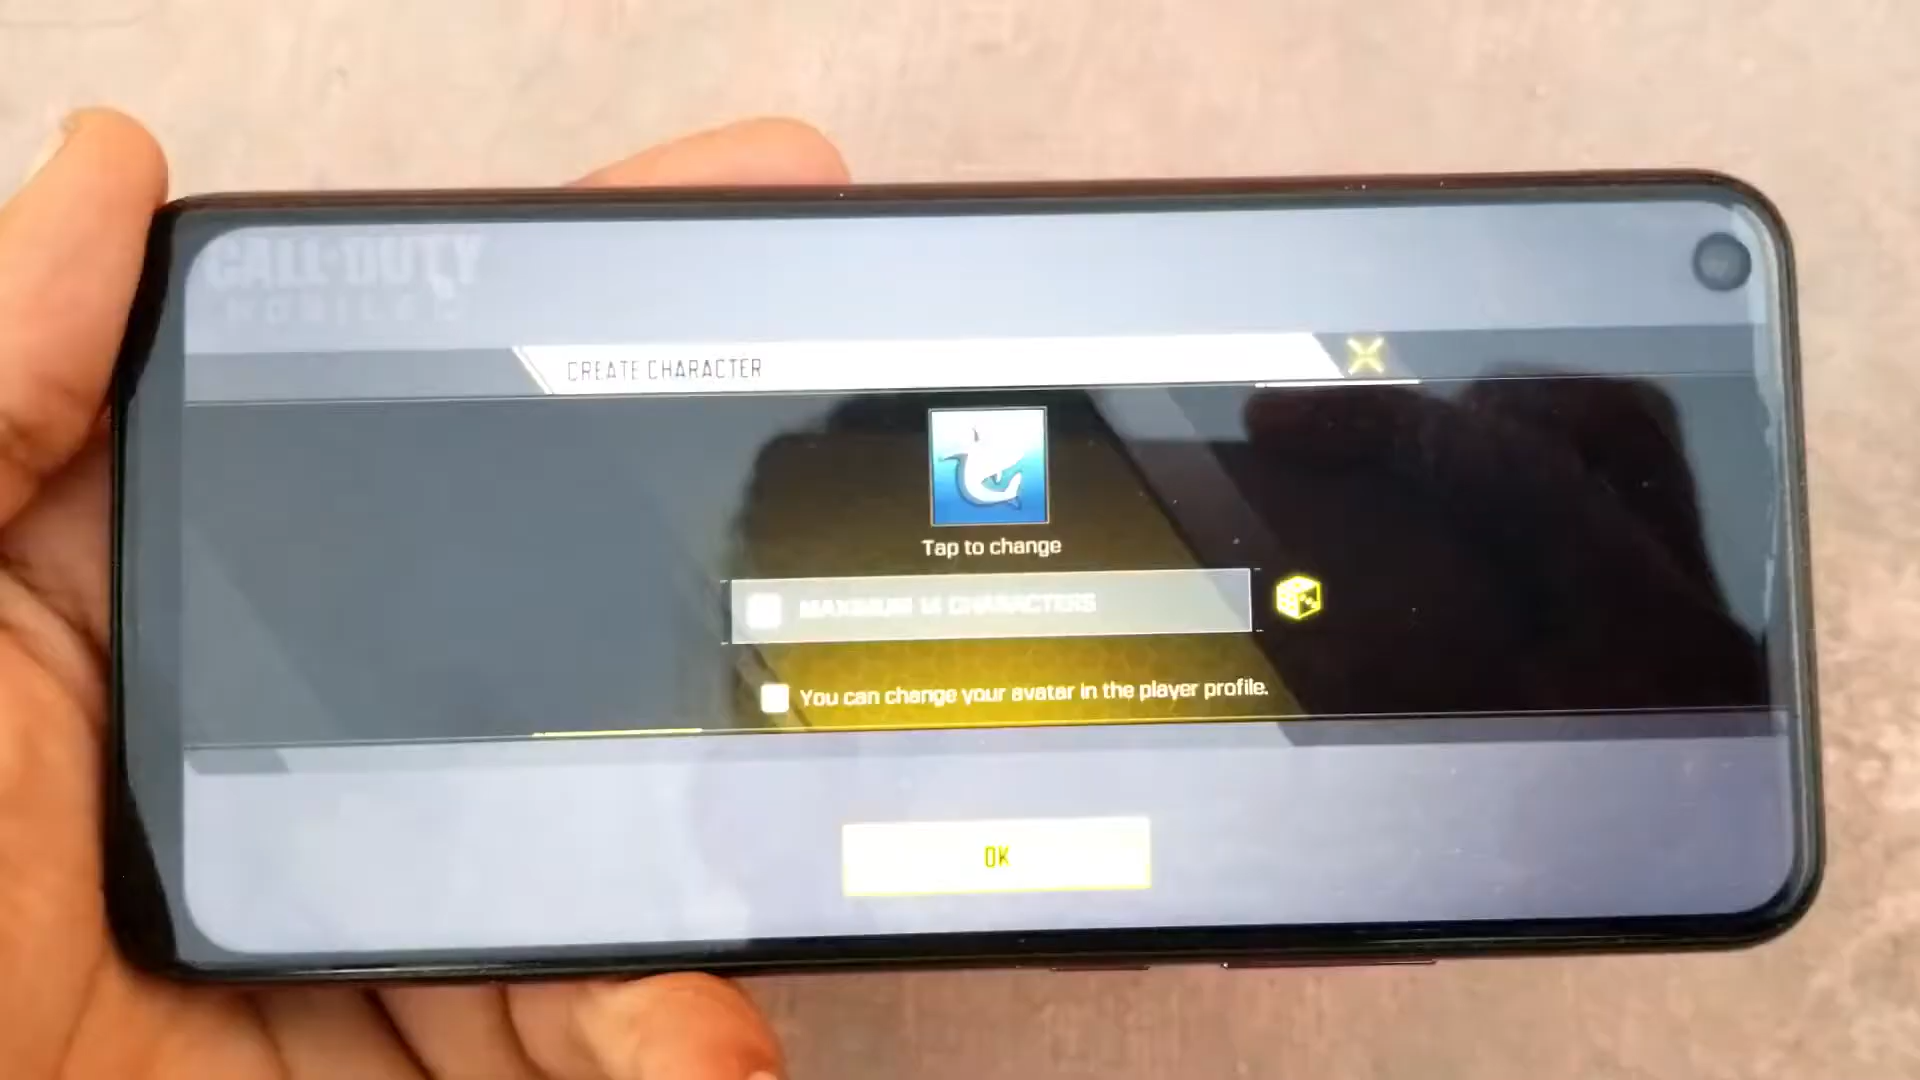 CALL OF DUTY
MOBILE
CREATE CHARACTER
Tap to change
MAXIMUM 14 CHARACTERS
You can change your avatar in the player profile.
OK